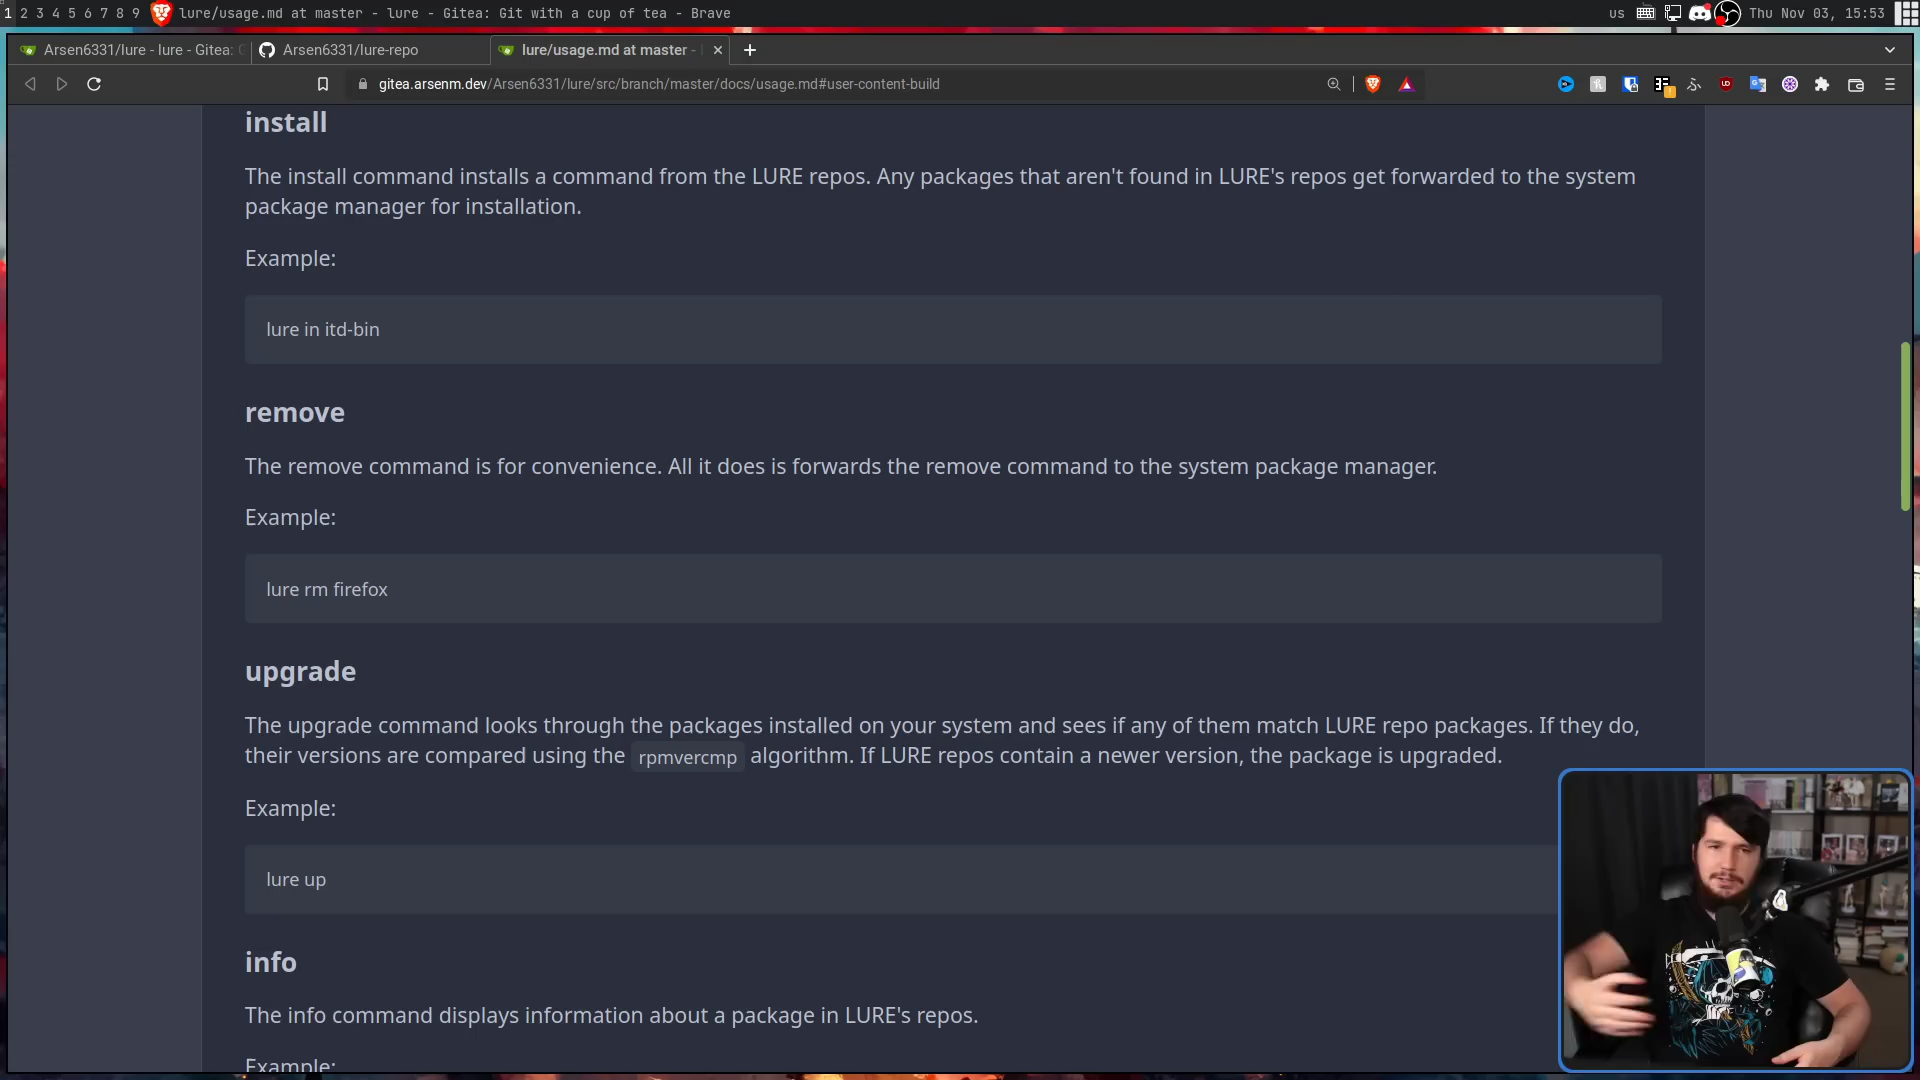 1 2 3 4 5 6 7 8 9 lure/usage.md at master - lure - Gitea: Git with a cup of tea - Brave us Thu Nov 03, 15:53
Arsen6331/lure - lure - Gitea: Arsen6331/lure-repo lure/usage.md at master -
gitea.arsenm.dev/Arsen6331/lure/src/branch/master/docs/usage.md#user-content-build
install
The install command installs a command from the LURE repos. Any packages that aren't found in LURE's repos get forwarded to the system
package manager for installation.
Example:
lure in itd-bin
remove
The remove command is for convenience. All it does is forwards the remove command to the system package manager.
Example:
lure rm firefox
upgrade
The upgrade command looks through the packages installed on your system and sees if any of them match LURE repo packages. If they do,
their versions are compared using the rpmvercmp algorithm. If LURE repos contain a newer version, the package is upgraded.
Example:
lure up
info
The info command displays information about a package in LURE's repos.
Example: